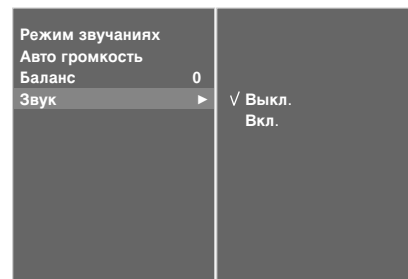 Режим звучаниях
Авто громкость
Баланс 0
Звук ►
√ Выкл.
Вкл.